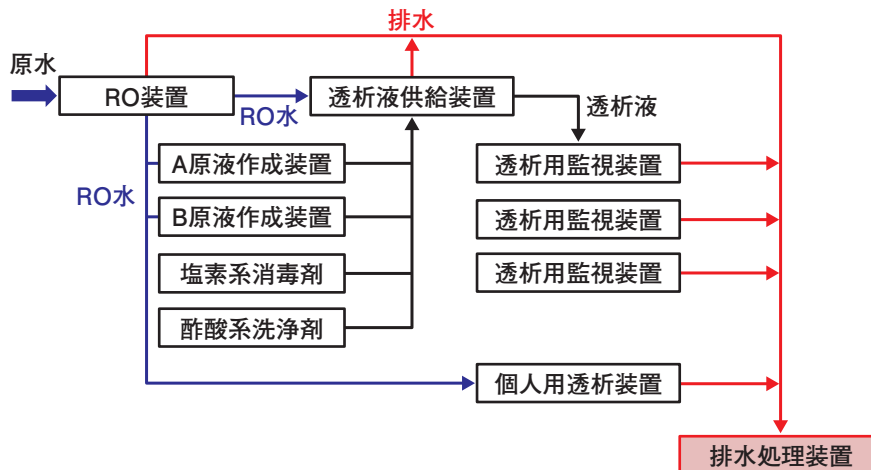 排水
原水
RO装置
RO水
透析液供給装置
透析液
A原液作成装置
透析用監視装置
RO水
B原液作成装置
透析用監視装置
塩素系消毒剤
透析用監視装置
酢酸系洗浄剤
個人用透析装置
排水処理装置